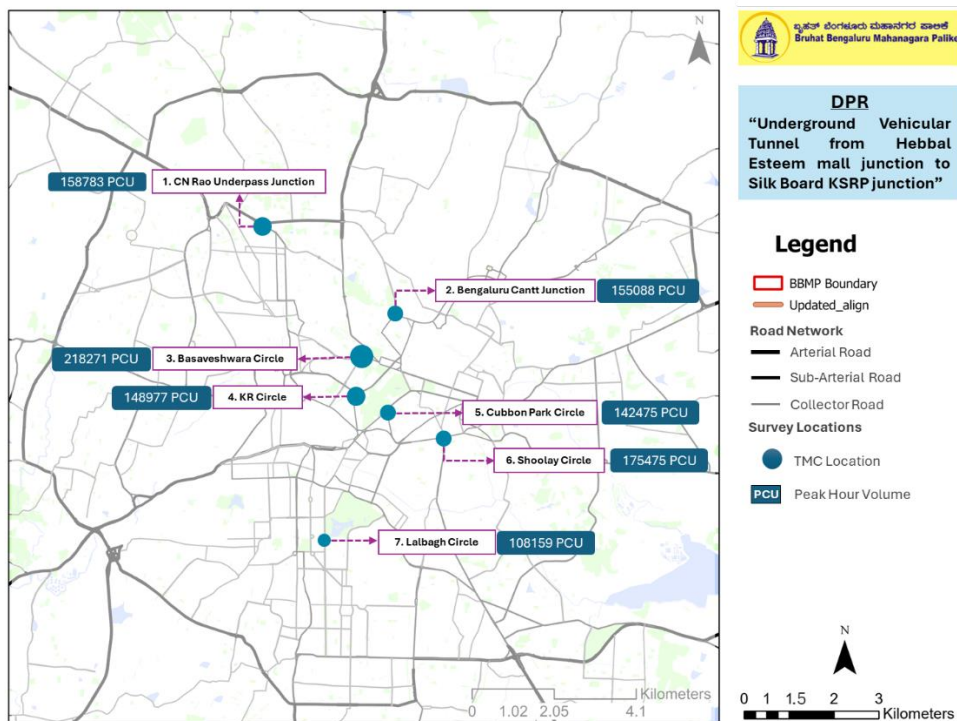 N
158783 PCU
1. CN Rao Underpass Junction
2. Bengaluru Cantt Junction
155088 PCU
218271 PCU
3. Basaveshwara Circle
148977 PCU
4. KR Circle
5. Cubbon Park Circle
142475 PCU
6. Shoolay Circle
175475 PCU
7. Lalbagh Circle
108159 PCU
Kilometers
0 1.02 2.05 4.1
ಬೃಹತ್ ಬೆಂಗಳೂರು ಮಹಾನಗರ ಪಾಲಿಕೆ
Bruhat Bengaluru Mahanagara Palike
DPR
“Underground Vehicular
Tunnel from Hebbal
Esteem mall junction to
Silk Board KSRP junction”
Legend
BBMP Boundary
Updated_align
Road Network
Arterial Road
Sub-Arterial Road
Collector Road
Survey Locations
TMC Location
PCU Peak Hour Volume
N
0 1 1.5 2 3
Kilometers